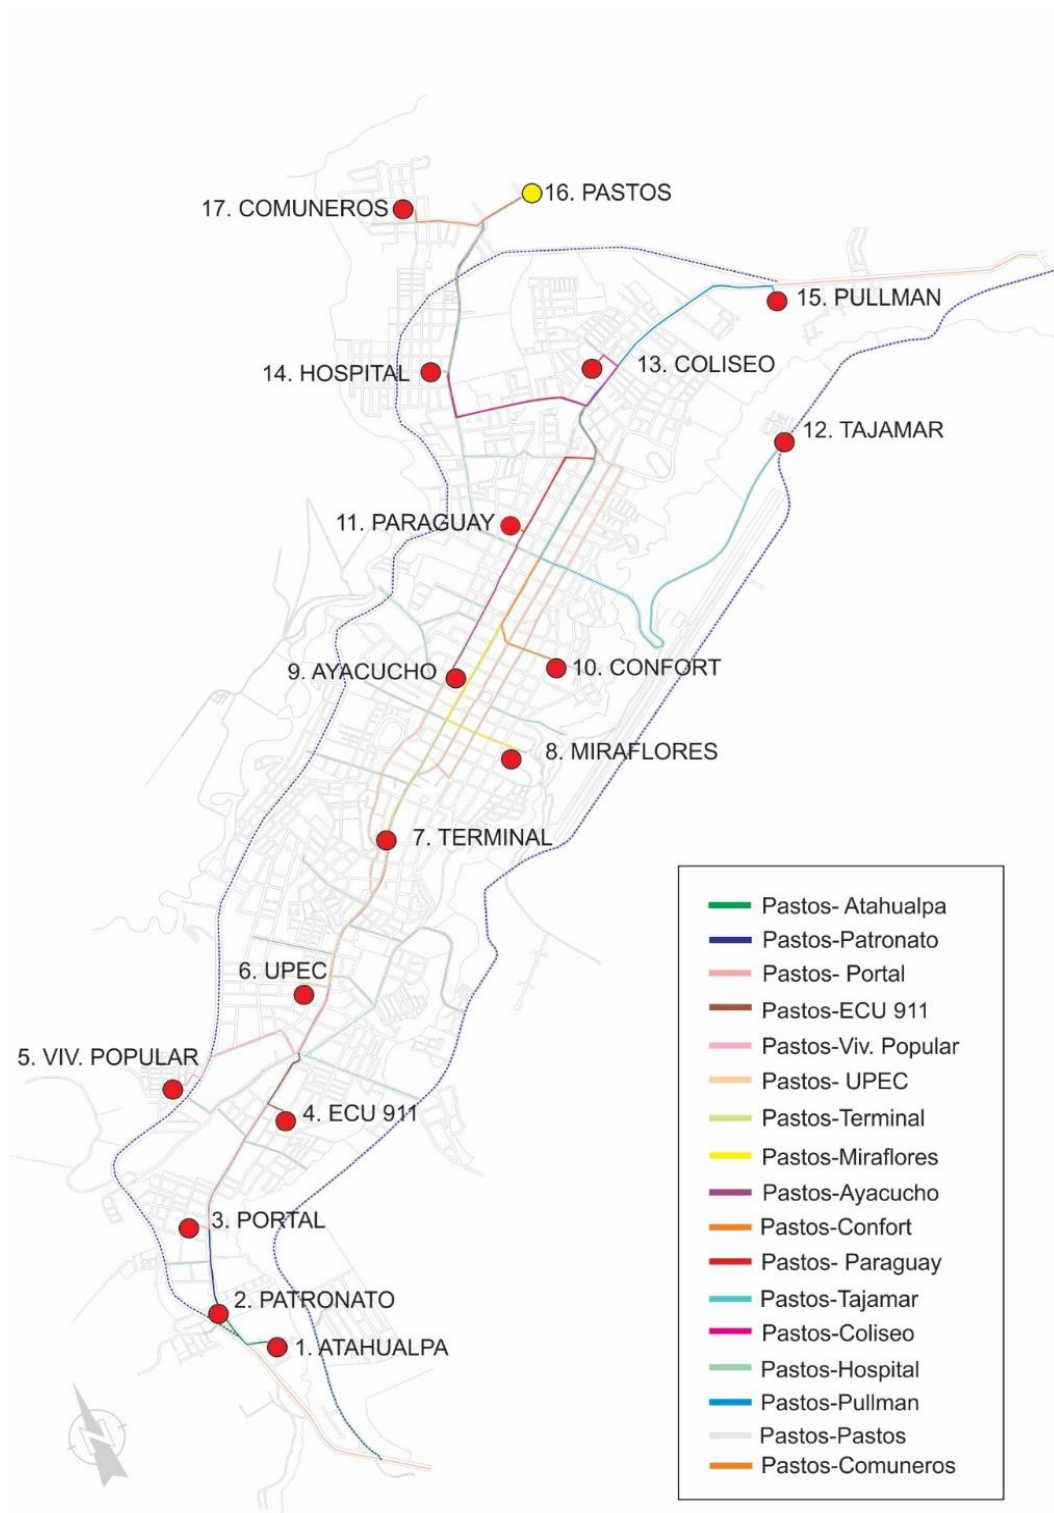 16. PASTOS
17. COMUNEROS
15. PULLMAN
13. COLISEO
14. HOSPITAL
12. TAJAMAR
11. PARAGUAY
10. CONFORT
9. AYACUCHO
8. MIRAFLORES
7. TERMINAL
6. UPEC
5. VIV. POPULAR
4. ECU 911
3. PORTAL
2. PATRONATO
1. ATAHUALPA
Pastos- Atahualpa
Pastos-Patronato
Pastos- Portal
Pastos-ECU 911
Pastos-Viv. Popular
Pastos- UPEC
Pastos-Terminal
Pastos-Miraflores
Pastos-Ayacucho
Pastos-Confort
Pastos- Paraguay
Pastos-Tajamar
Pastos-Coliseo
Pastos-Hospital
Pastos-Pullman
Pastos-Pastos
Pastos-Comuneros